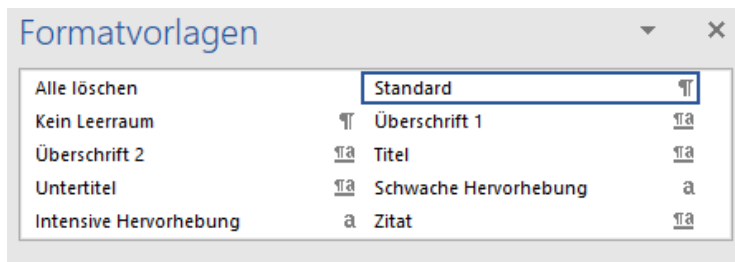 Formatvorlagen
Alle löschen Standard ¶
Kein Leerraum ¶ Überschrift 1 ¶a
Überschrift 2 ¶a Titel ¶a
Untertitel ¶a Schwache Hervorhebung a
Intensive Hervorhebung a Zitat ¶a